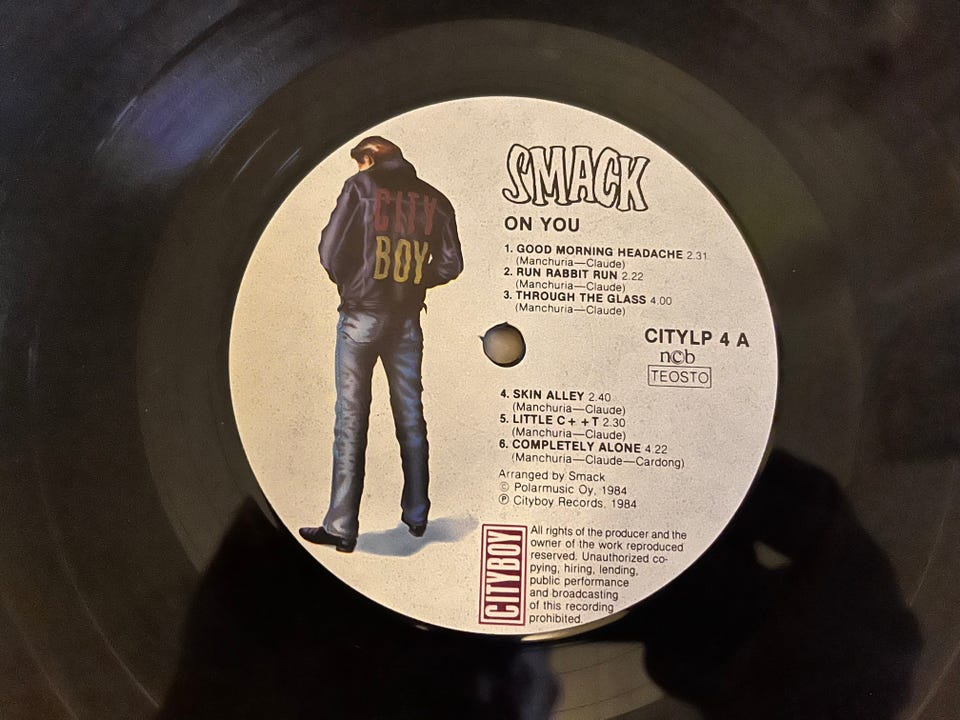 CITY
BOY
SMACK
ON YOU
1. GOOD MORNING HEADACHE 2.31
(Manchuria—Claude)
2. RUN RABBIT RUN 2.22
(Manchuria—Claude)
3. THROUGH THE GLASS 4.00
(Manchuria—Claude)
CITYLP 4 A
n©b
TEOSTO
4. SKIN ALLEY 2.40
(Manchuria—Claude)
5. LITTLE C++T 2.30
(Manchuria—Claude)
6. COMPLETELY ALONE 4.22
(Manchuria—Claude—Cardong)
Arranged by Smack
© Polarmusic Oy. 1984
℗ Cityboy Records. 1984
CITYBOY
All rights of the producer and the
owner of the work reproduced
reserved. Unauthorized co-
pying, hiring, lending,
public performance
and broadcasting
of this recording
prohibited.